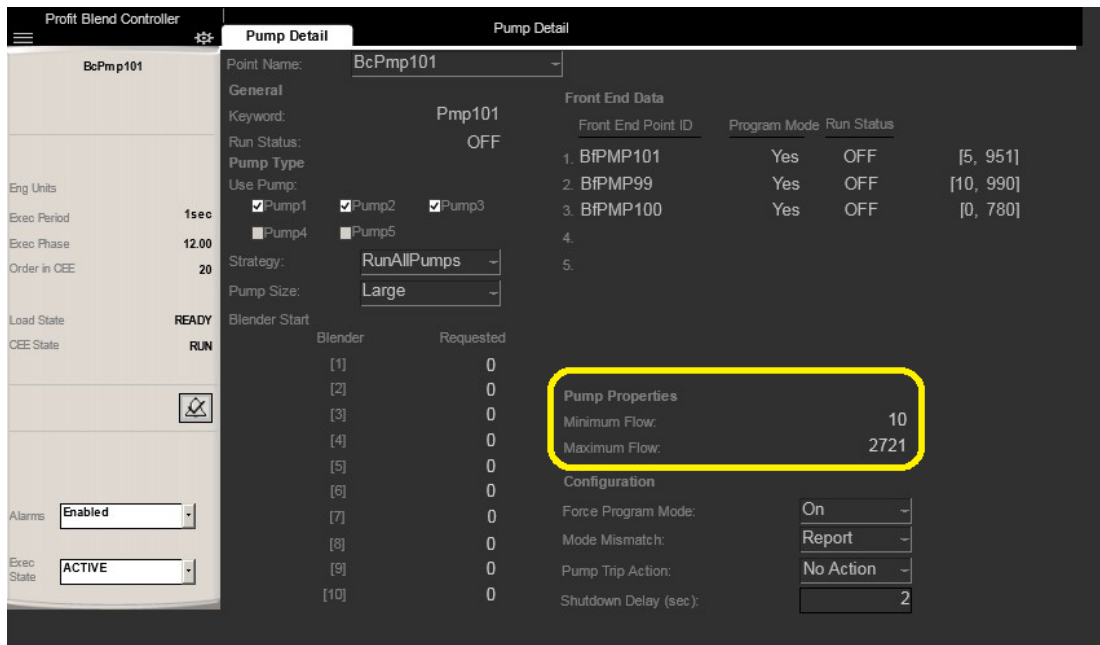 Profit Blend Controller
Pump Detail
Pump Detail
BcPmp101
Eng Units
Exec Period 1sec
Exec Phase 12.00
Order in CEE 20
Load State READY
CEE State RUN
Alarms Enabled
Exec State ACTIVE
Point Name: BcPmp101
General
Keyword: Pmp101
Run Status: OFF
Pump Type
Use Pump:
Pump1 Pump2 Pump3
Pump4 Pump5
Strategy: RunAllPumps
Pump Size: Large
Blender Start
Blender Requested
[1] 0
[2] 0
[3] 0
[4] 0
[5] 0
[6] 0
[7] 0
[8] 0
[9] 0
[10] 0
Front End Data
Front End Point ID Program Mode Run Status
1. BfPMP101 Yes OFF [5, 951]
2. BfPMP99 Yes OFF [10, 990]
3. BfPMP100 Yes OFF [0, 780]
4.
5.
Pump Properties
Minimum Flow: 10
Maximum Flow: 2721
Configuration
Force Program Mode: On
Mode Mismatch: Report
Pump Trip Action: No Action
Shutdown Delay (sec): 2